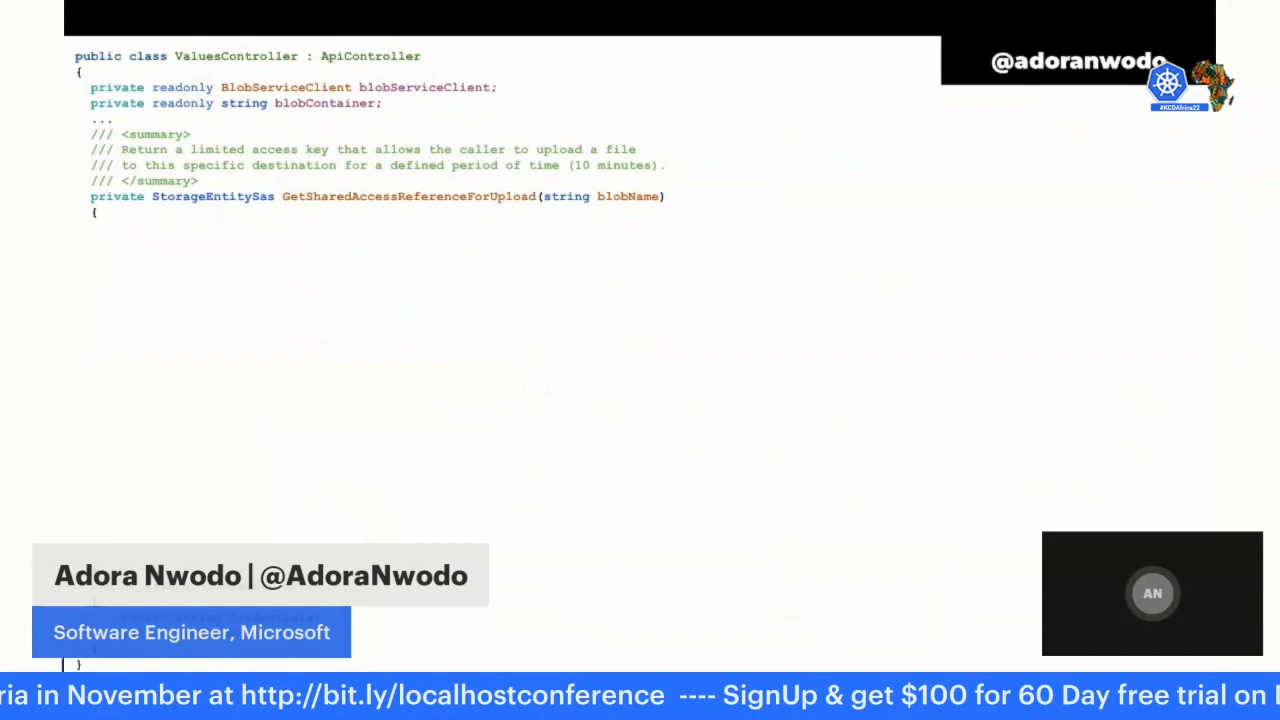 public class ValuesController : ApiController
{
private readonly BlobServiceClient blobServiceClient;
private readonly string blobContainer;
...
/// <summary>
/// Return a limited access key that allows the caller to upload a file
/// to this specific destination for a defined period of time (10 minutes).
/// </summary>
private StorageEntitySas GetSharedAccessReferenceForUpload(string blobName)
{
@adoranwodo
#KCDAfrica22
Adora Nwodo | @AdoraNwodo
Software Engineer, Microsoft
AN
}
ria in November at http://bit.ly/localhostconference ---- SignUp & get $100 for 60 Day free trial on